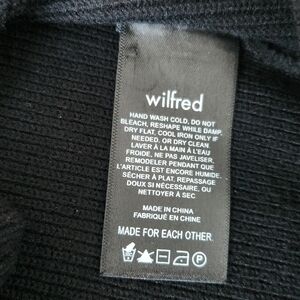 wilfred
HAND WASH COLD, DO NOT
BLEACH, RESHAPE WHILE DAMP,
DRY FLAT, COOL IRON ONLY IF
NEEDED, OR DRY CLEAN
LAVER À LA MAIN À L'EAU
FROIDE, NE PAS JAVELISER,
REMODELER PENDANT QUE
L'ARTICLE EST ENCORE HUMIDE,
SÉCHER À PLAT, REPASSAGE
DOUX SI NÉCESSAIRE, OU
NETTOYER À SEC
MADE IN CHINA
FABRIQUÉ EN CHINE
MADE FOR EACH OTHER.
P